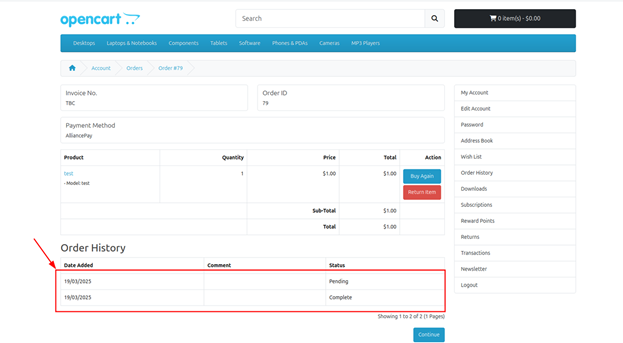 opencart
Search
0 item(s) - $0.00
Desktops Laptops & Notebooks Components Tablets Software Phones & PDAs Cameras MP3 Players
Account Orders Order #79
Invoice No.
TBC
Order ID
79
Payment Method
AlliancePay
Product Quantity Price Total Action
test 1 $1.00 $1.00 Buy Again
- Model: test
Return Item
Sub-Total $1.00
Total $1.00
Order History
Date Added Comment Status
19/03/2025 Pending
19/03/2025 Complete
Showing 1 to 2 of 2 (1 Pages)
Continue
My Account
Edit Account
Password
Address Book
Wish List
Order History
Downloads
Subscriptions
Reward Points
Returns
Transactions
Newsletter
Logout